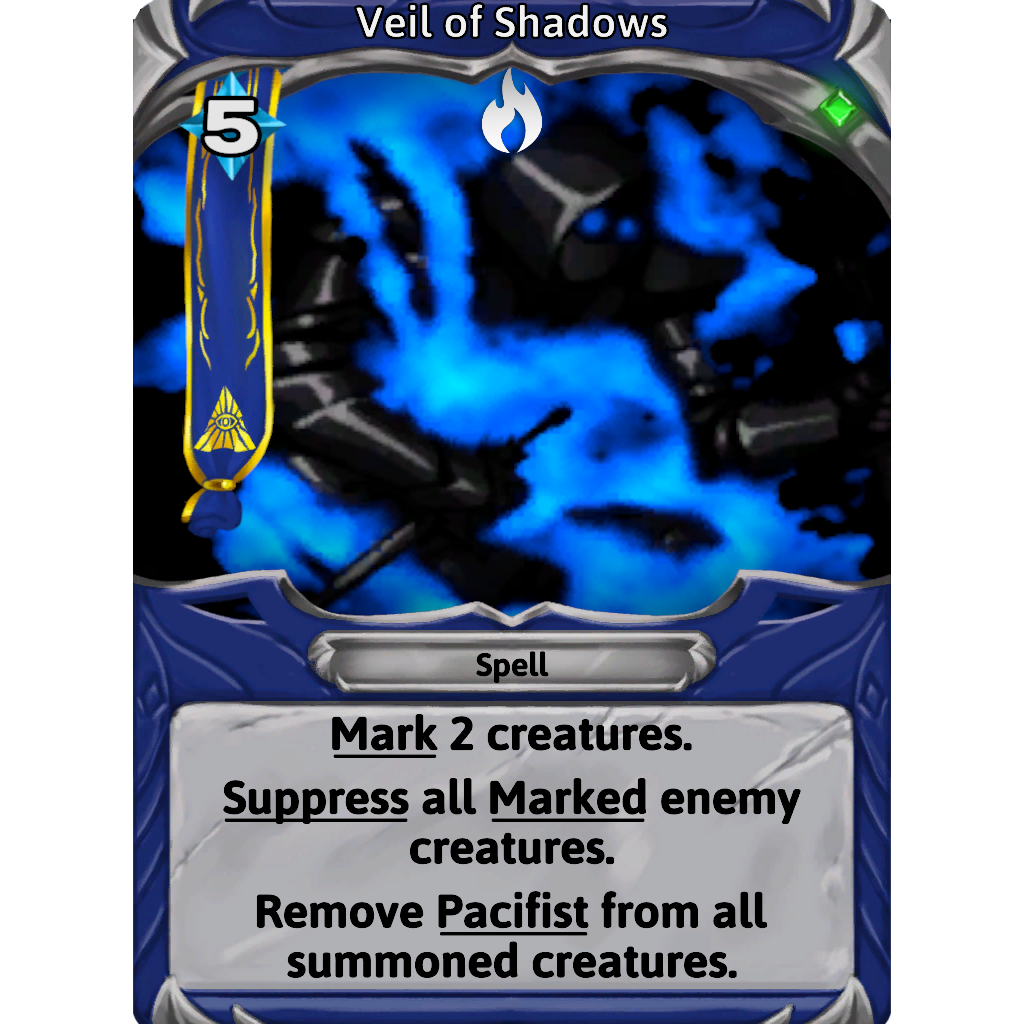 Veil of Shadows
5
Spell
Mark 2 creatures.
Suppress all Marked enemy
creatures.
Remove Pacifist from all
summoned creatures.